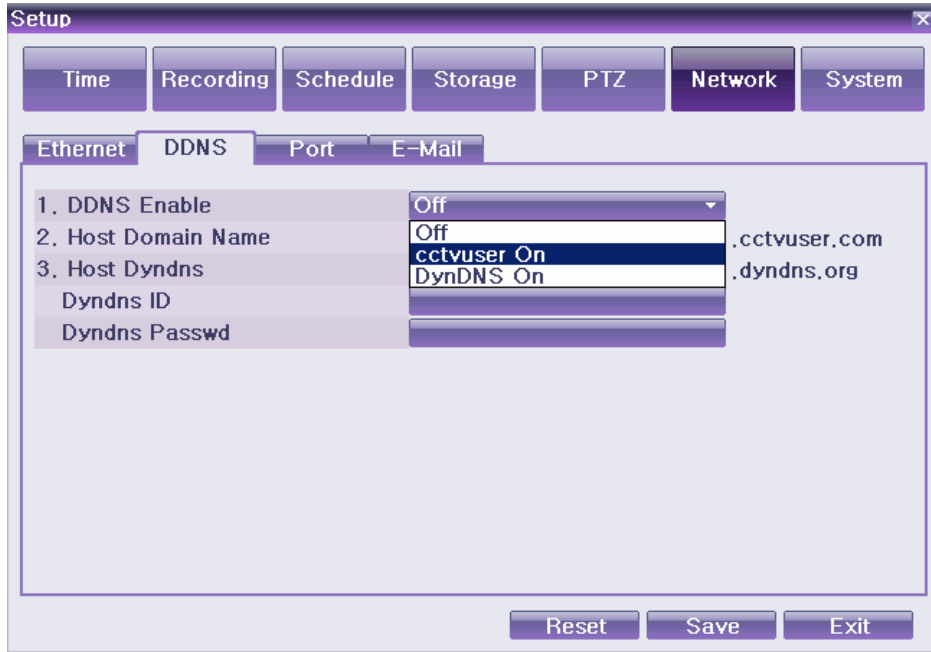 Setup
Time Recording Schedule Storage PTZ Network System
Ethernet DDNS Port E-Mail
1. DDNS Enable Off
Off
2. Host Domain Name .cctvuser.com
cctvuser On
3. Host Dyndns .dyndns.org
DynDNS On
Dyndns ID
Dyndns Passwd
Reset Save Exit